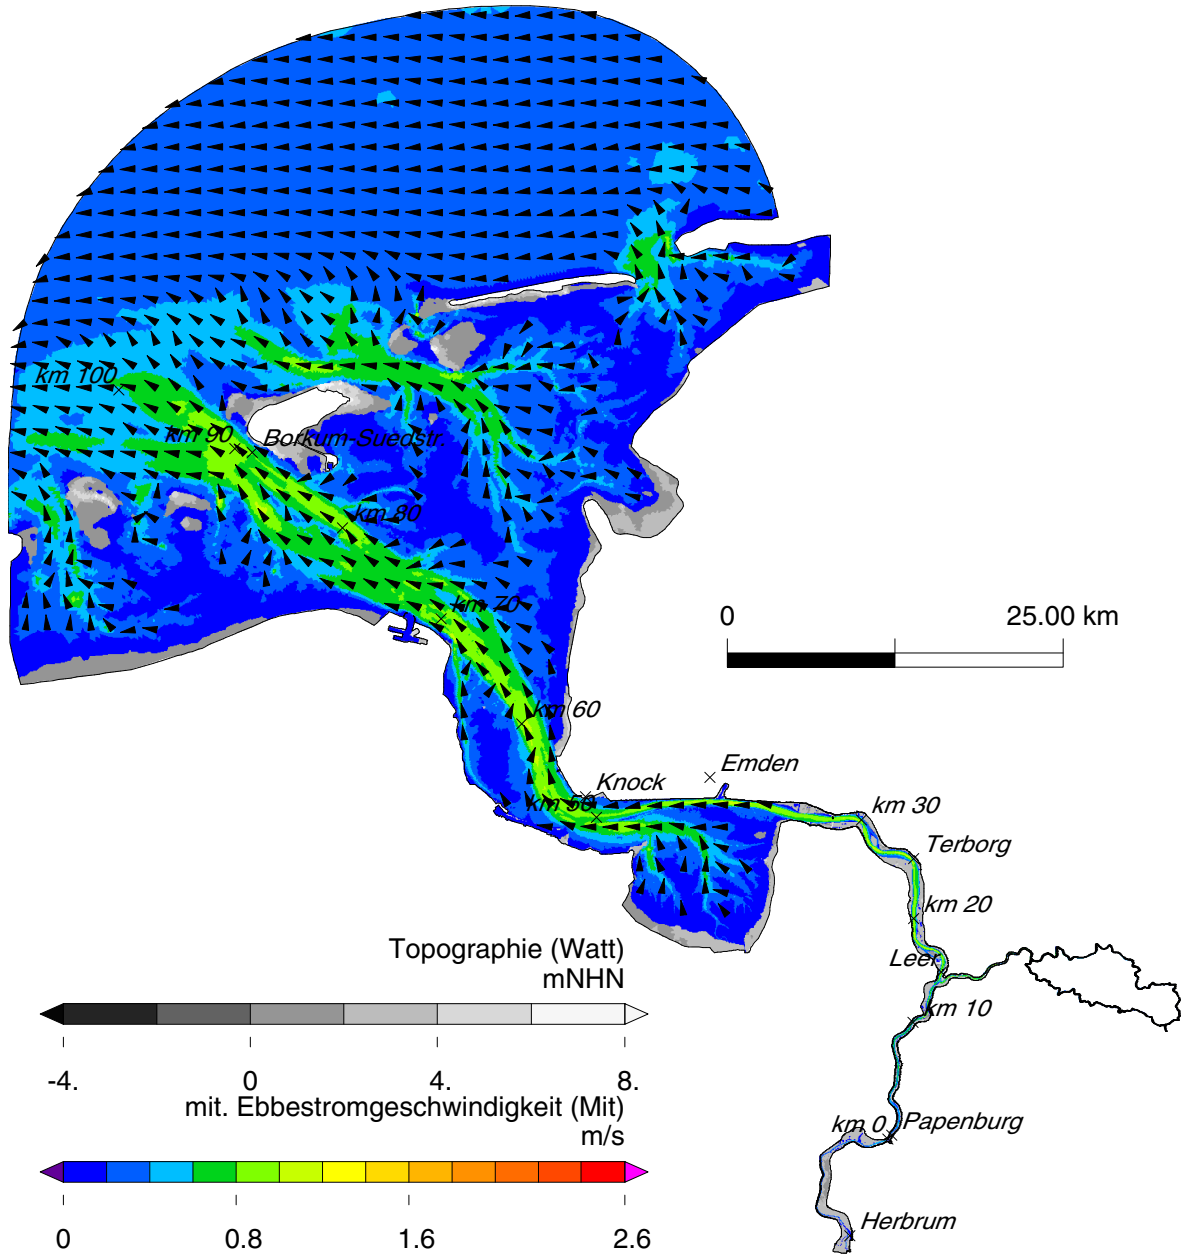 km 100
km 90
Borkum-Suedstr.
km 80
km 70
0 25.00 km
km 60
Emden
Knock
km 50
km 30
Terborg
km 20
Topographie (Watt)
mNHN
Leer
km 10
-4. 0 4. 8.
mit. Ebbestromgeschwindigkeit (Mit)
m/s
km 0
Papenburg
0 0.8 1.6 2.6
Herbrum